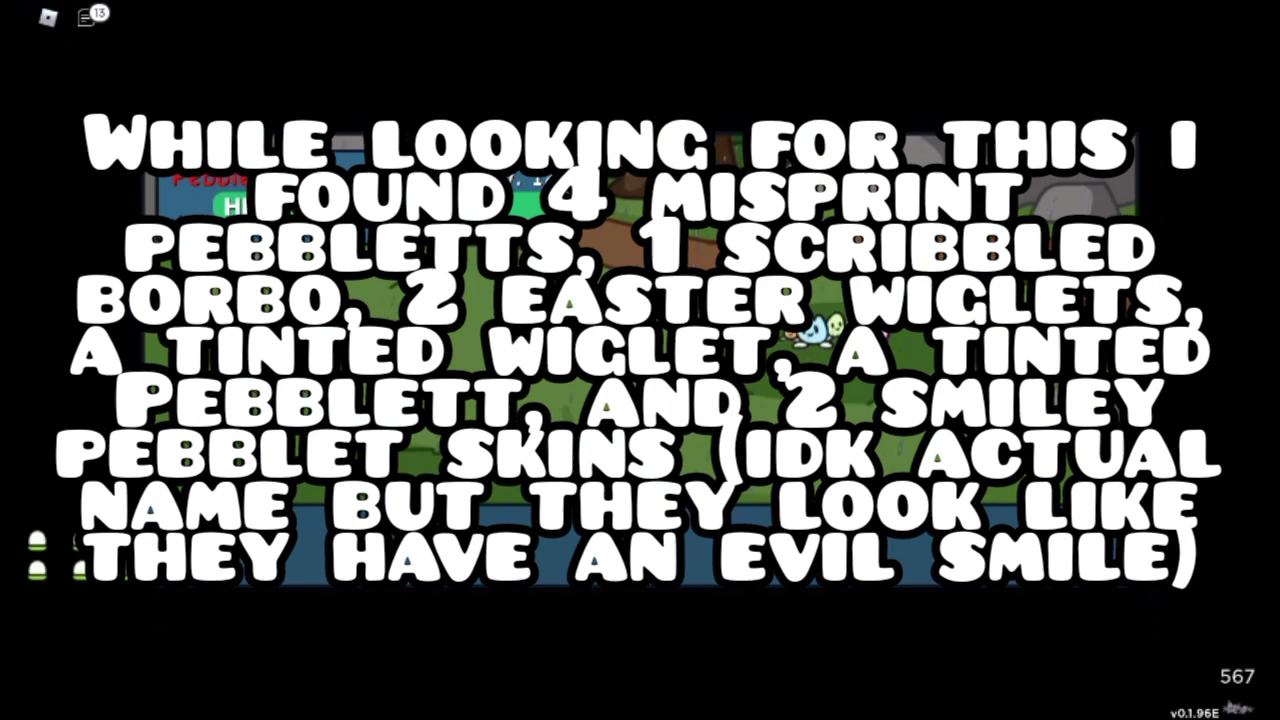 13
WHILE LOOKING FOR THIS I
FOUND 4 MISPRINT
PEBBLETTS, 1 SCRIBBLED
BORBO, 2 EASTER WIGLETS,
A TINTED WIGLET, A TINTED
PEBBLETT, AND 2 SMILEY
PEBBLET SKINS (IDK ACTUAL
NAME BUT THEY LOOK LIKE
THEY HAVE AN EVIL SMILE)
567
v0.1.96E